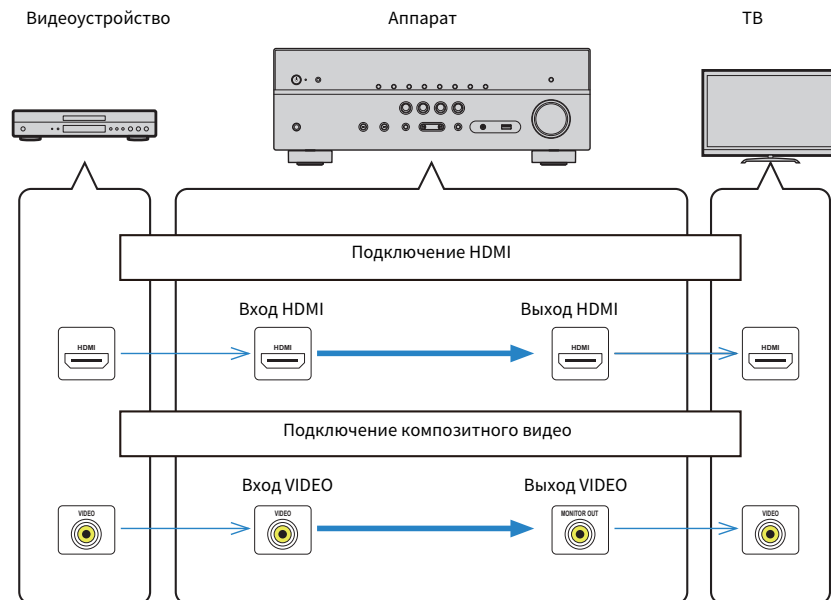 Видеоустройство
Аппарат
ТВ
Подключение HDMI
Вход HDMI
Выход HDMI
HDMI
HDMI
HDMI
HDMI
Подключение композитного видео
Вход VIDEO
Выход VIDEO
VIDEO
VIDEO
MONITOR OUT
VIDEO